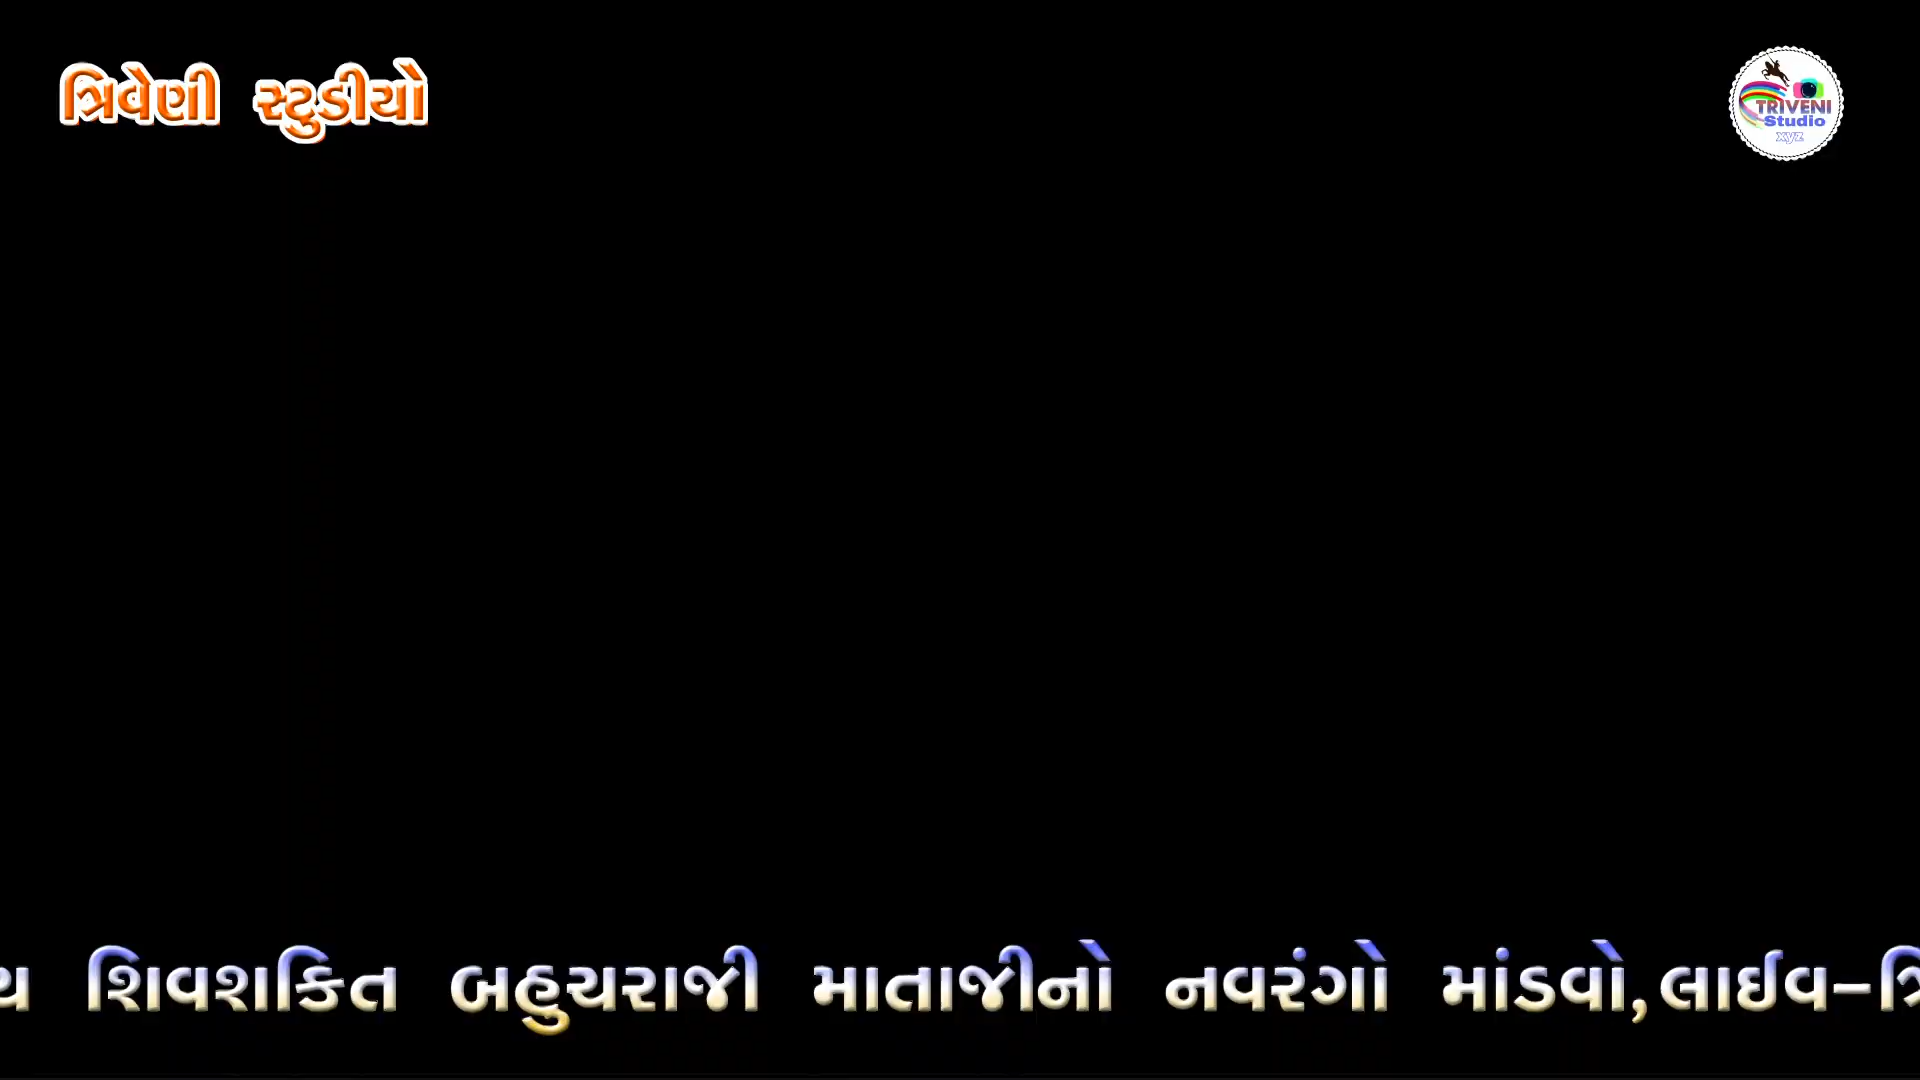 ત્રિવેણી સ્ટુડીયો
TRIVENI
Studio
xyz
શિવશકિત બહુચરાજી માતાજીનો નવરંગો માંડવો,લાઈવ–ત્રિ